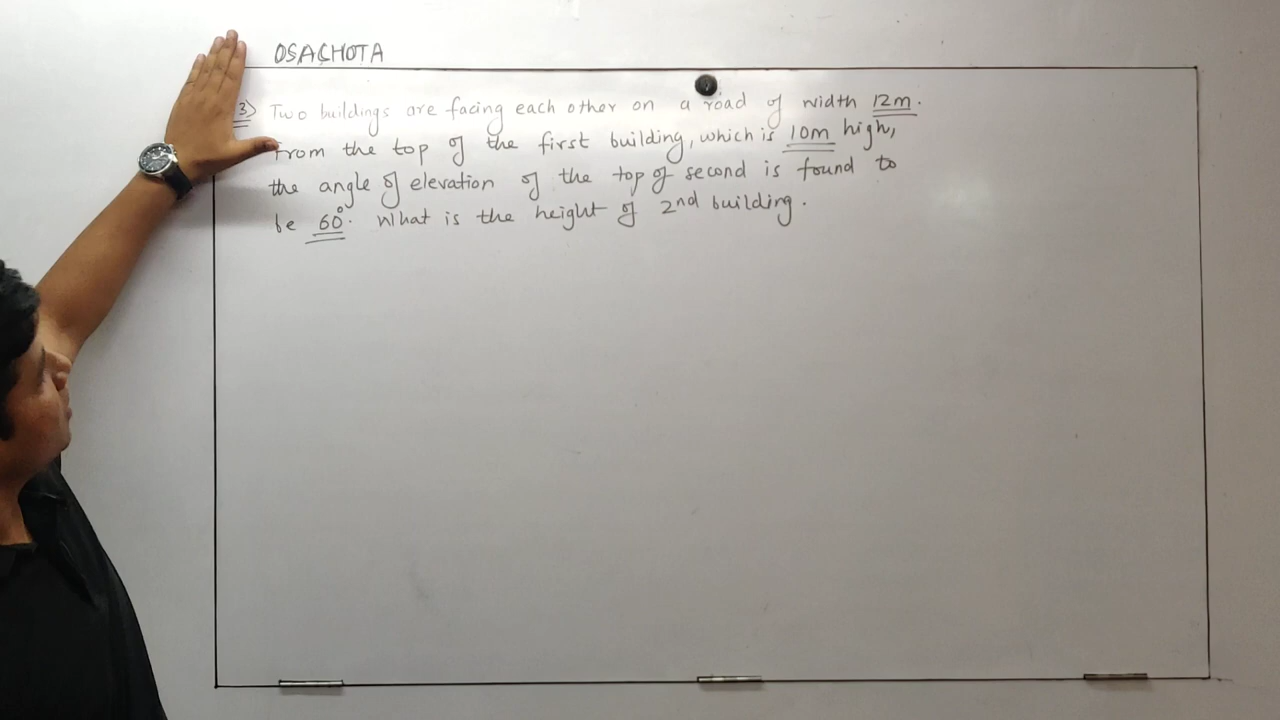 OSACHOTA
3) Two buildings are facing each other on a road of width 12m.
From the top of the first building, which is 10m high,
the angle of elevation of the top of second is found to
be 60°. What is the height of 2nd building.